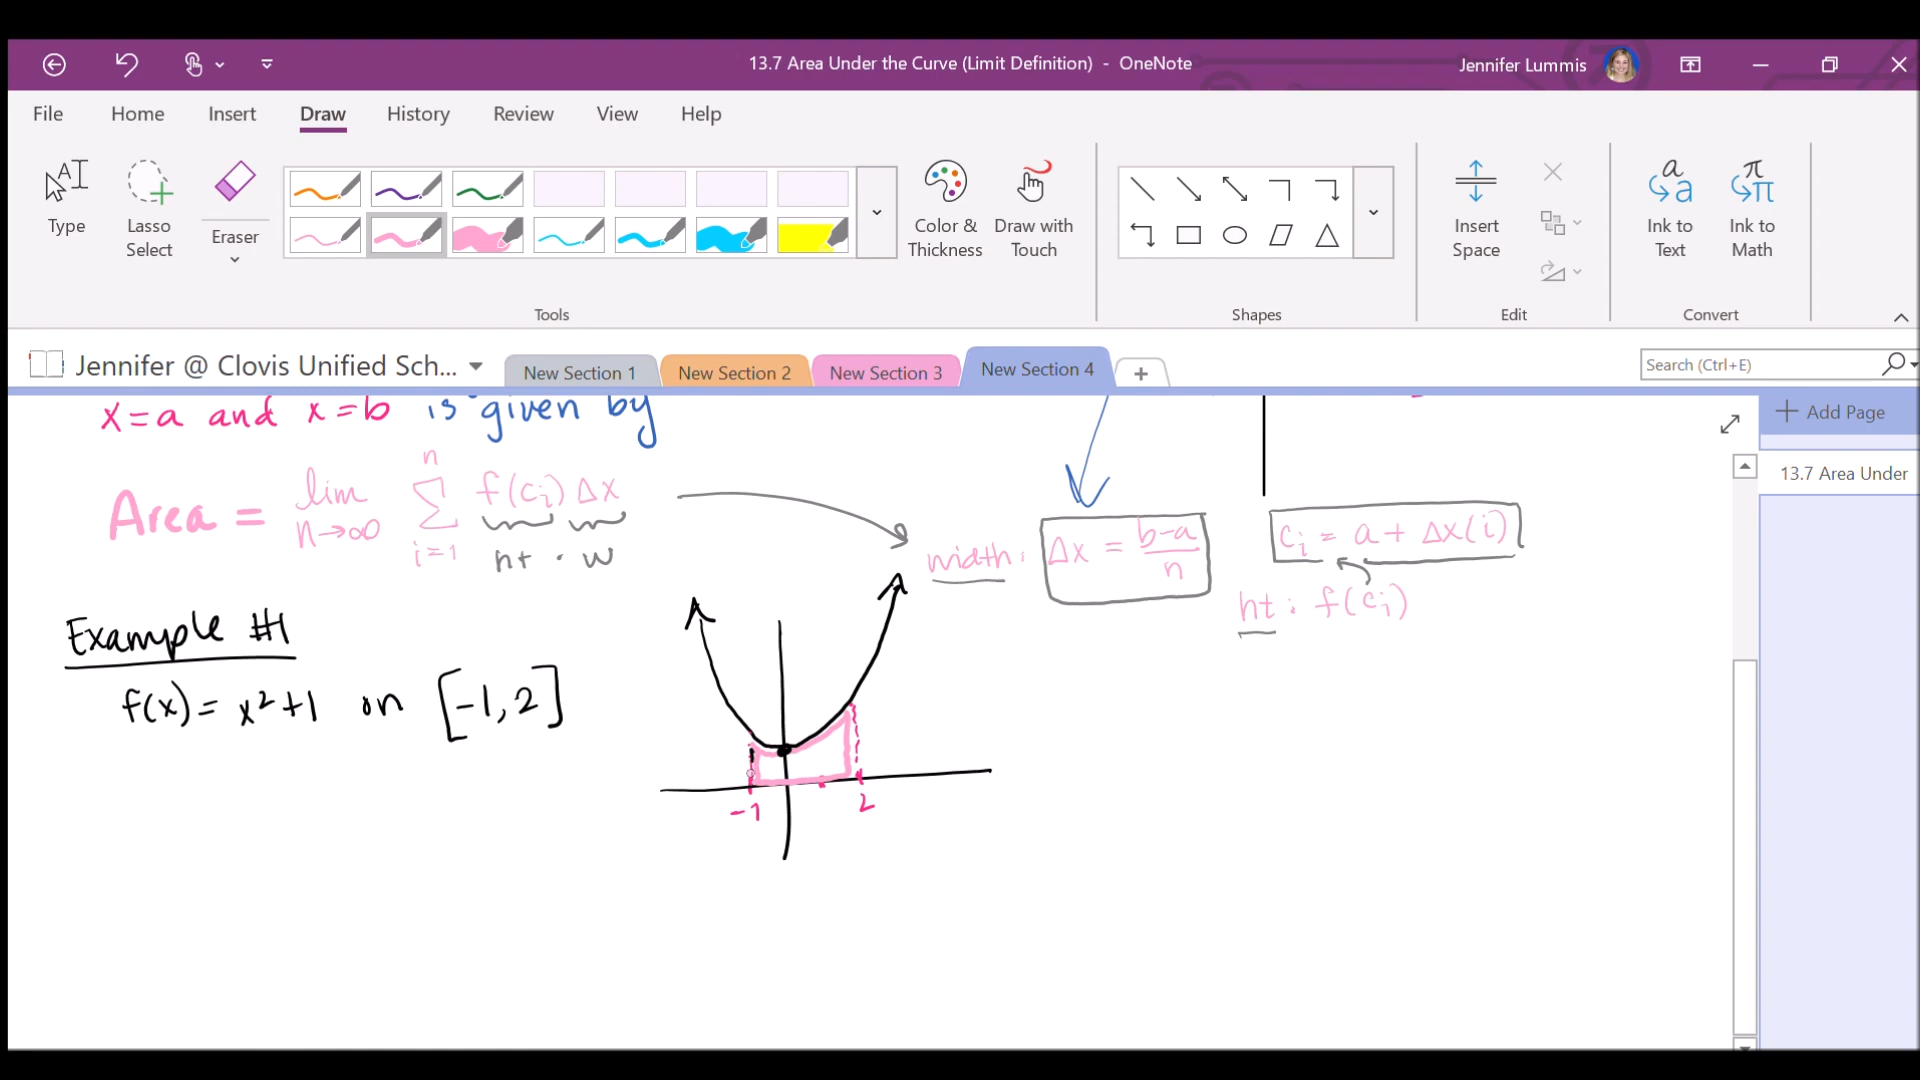 13.7 Area Under the Curve (Limit Definition) - OneNote
Jennifer Lummis
File Home Insert Draw History Review View Help
Type
Lasso Select
Eraser
Color & Thickness
Draw with Touch
Insert Space
Ink to Text
Ink to Math
Tools
Shapes
Edit
Convert
Jennifer @ Clovis Unified Sch...
New Section 1
New Section 2
New Section 3
New Section 4
Search (Ctrl+E)
Add Page
13.7 Area Under
x=a and x=b is given by
Area = lim n→∞ n Σ i=1 f(ci) Δx
ht · w
width: Δx = b-a/n
ci = a + Δx(i)
ht: f(ci)
Example #1
f(x) = x²+1 on [-1,2]
-1
2